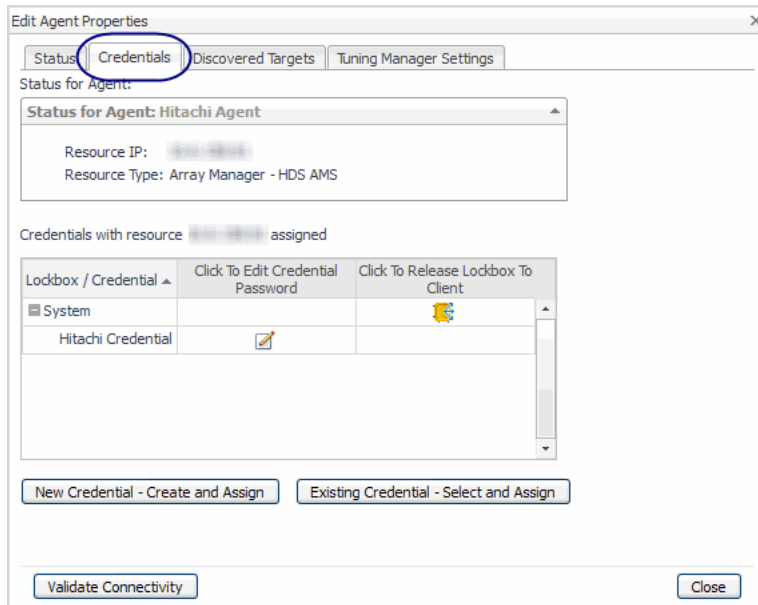 Edit Agent Properties
Status Credentials Discovered Targets Tuning Manager Settings
Status for Agent:
Status for Agent: Hitachi Agent
Resource IP:
Resource Type: Array Manager - HDS AMS
Credentials with resource assigned
Lockbox / Credential Click To Edit Credential Password Click To Release Lockbox To Client
System
Hitachi Credential
New Credential - Create and Assign Existing Credential - Select and Assign
Validate Connectivity Close